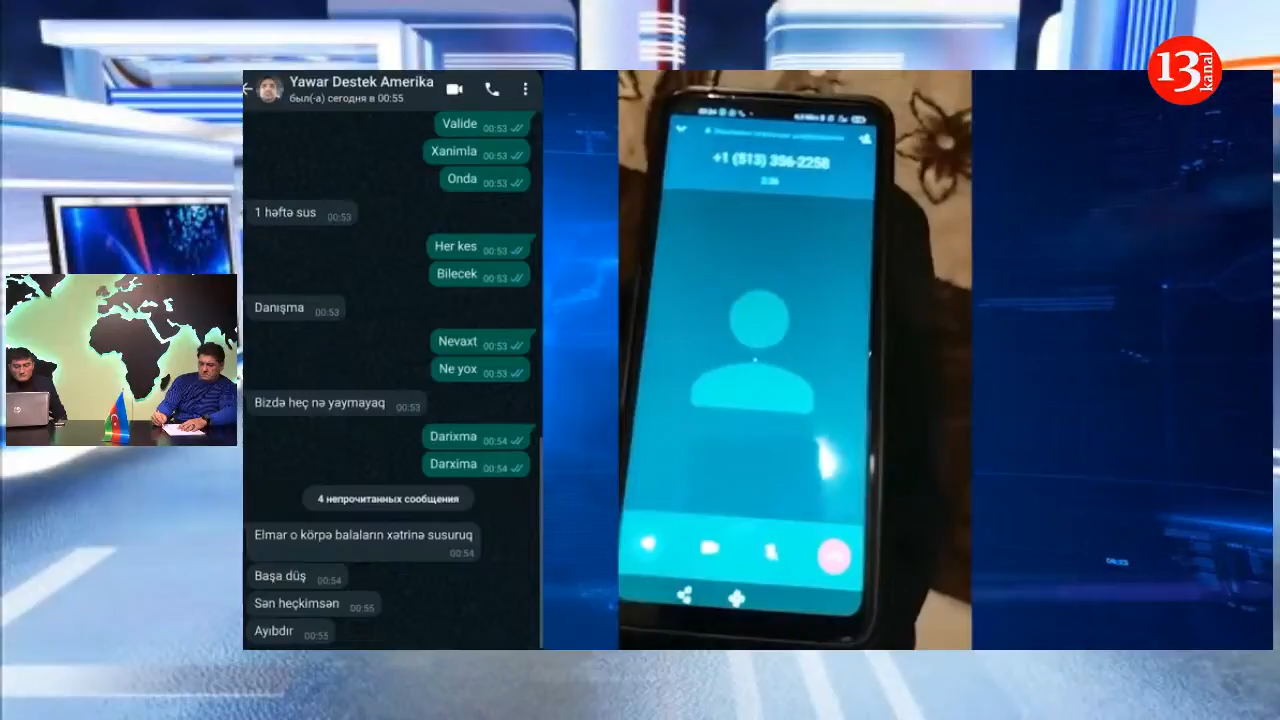 Yawar Destek Amerika
был(-а) сегодня в 00:55
Valide 00:53
Xanimla 00:53
Onda 00:53
1 həftə sus 00:53
Her kes 00:53
Bilecek 00:53
Danışma 00:53
Nevaxt 00:53
Ne yox 00:53
Bizdə heç nə yaymayaq 00:53
Darixma 00:54
Darxima 00:54
4 непрочитанных сообщения
Elmar o körpə balaların xətrinə susuruq
00:54
Başa düş 00:54
Sən heçkimsən 00:55
Ayıbdır 00:55
+1 (513) 356-2258
13
kanal